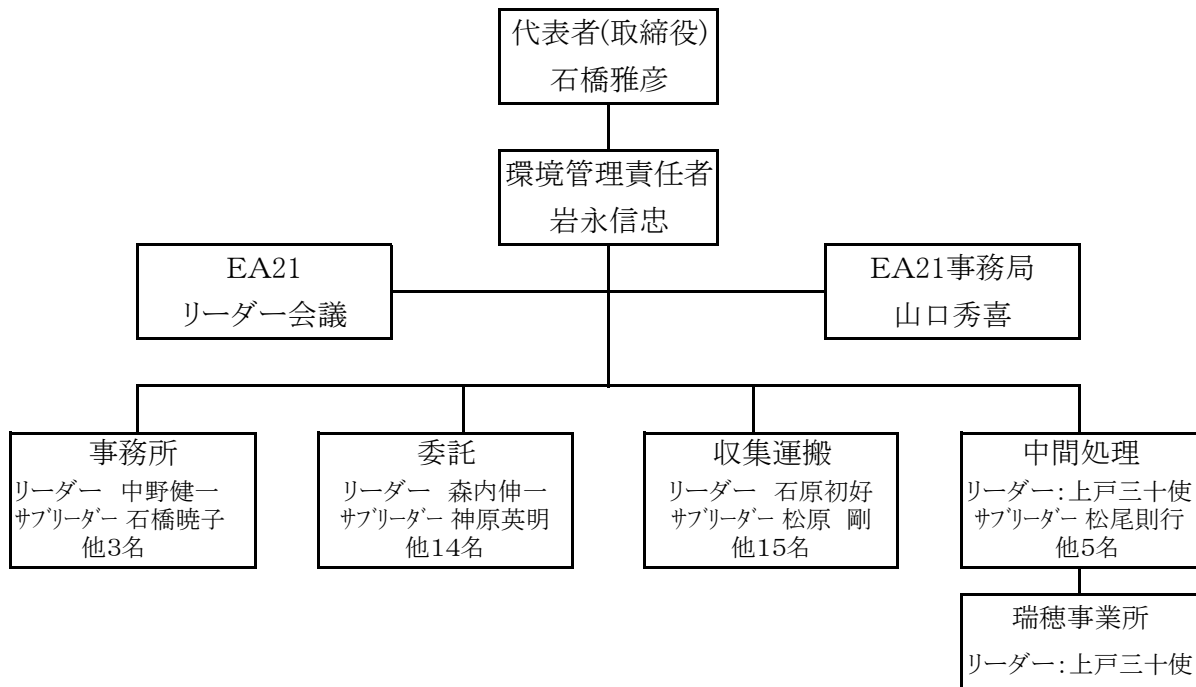 代表者(取締役)
石橋雅彦
環境管理責任者
岩永信忠
EA21
リーダー会議
EA21事務局
山口秀喜
事務所
リーダー 中野健一
サブリーダー 石橋暁子
他3名
委託
リーダー 森内伸一
サブリーダー 神原英明
他14名
収集運搬
リーダー 石原初好
サブリーダー 松原 剛
他15名
中間処理
リーダー:上戸三十使
サブリーダー 松尾則行
他5名
瑞穂事業所
リーダー:上戸三十使